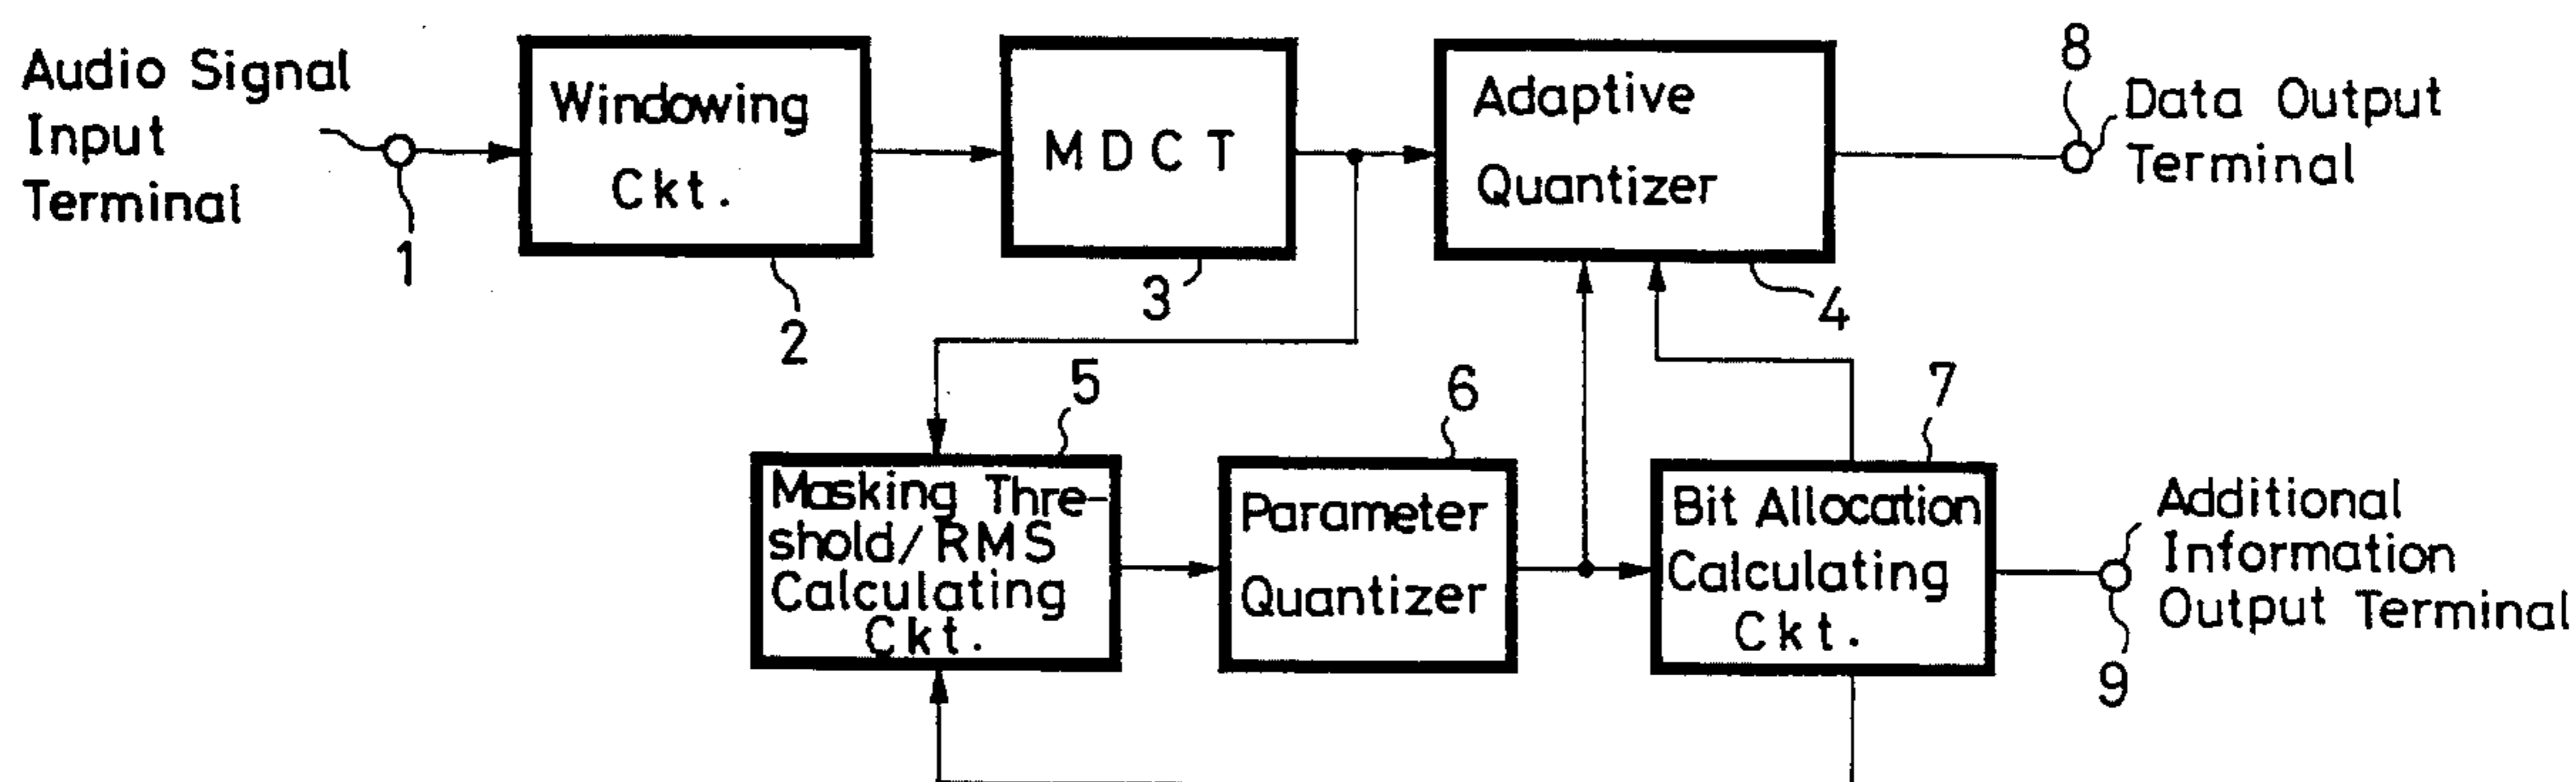 Audio Signal
Input
Terminal
1
Windowing
Ckt.
2
MDCT
3
Adaptive
Quantizer
4
8
Data Output
Terminal
5
Masking Thre-
shold/RMS
Calculating
Ckt.
6
Parameter
Quantizer
7
Bit Allocation
Calculating
Ckt.
Additional
Information
Output Terminal
9